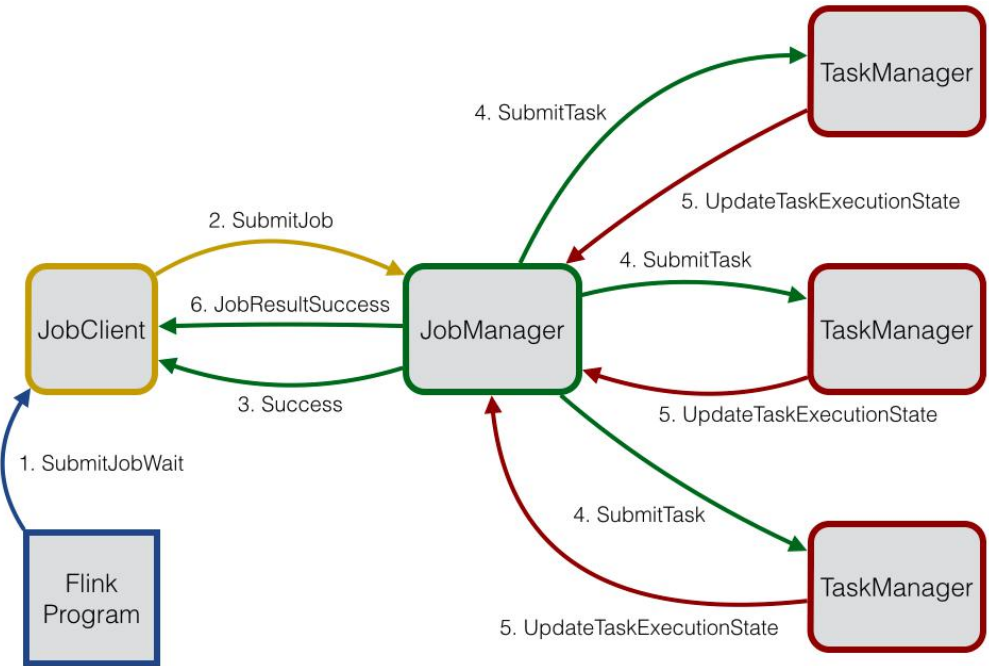 TaskManager
4. SubmitTask
5. UpdateTaskExecutionState
2. SubmitJob
4. SubmitTask
6. JobResultSuccess
JobClient
JobManager
TaskManager
3. Success
5. UpdateTaskExecutionState
1. SubmitJobWait
4. SubmitTask
Flink
Program
TaskManager
5. UpdateTaskExecutionState